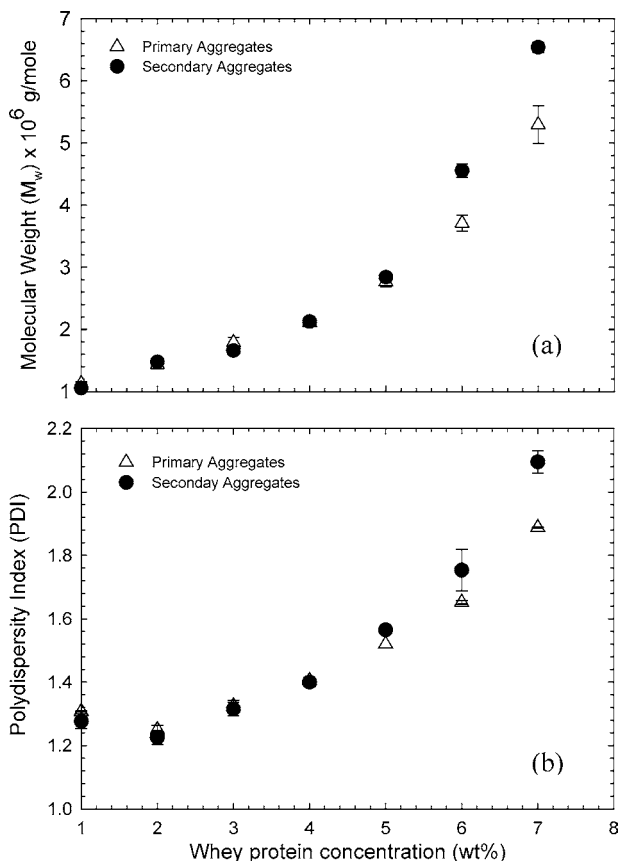 7
6
5
4
3
2
1
Molecular Weight (Mw) x 10⁶ g/mole
Primary Aggregates
Secondary Aggregates
(a)
2.2
2.0
1.8
1.6
1.4
1.2
1.0
Polydispersity Index (PDI)
Primary Aggregates
Seconday Aggregates
(b)
1 2 3 4 5 6 7 8
Whey protein concentration (wt%)